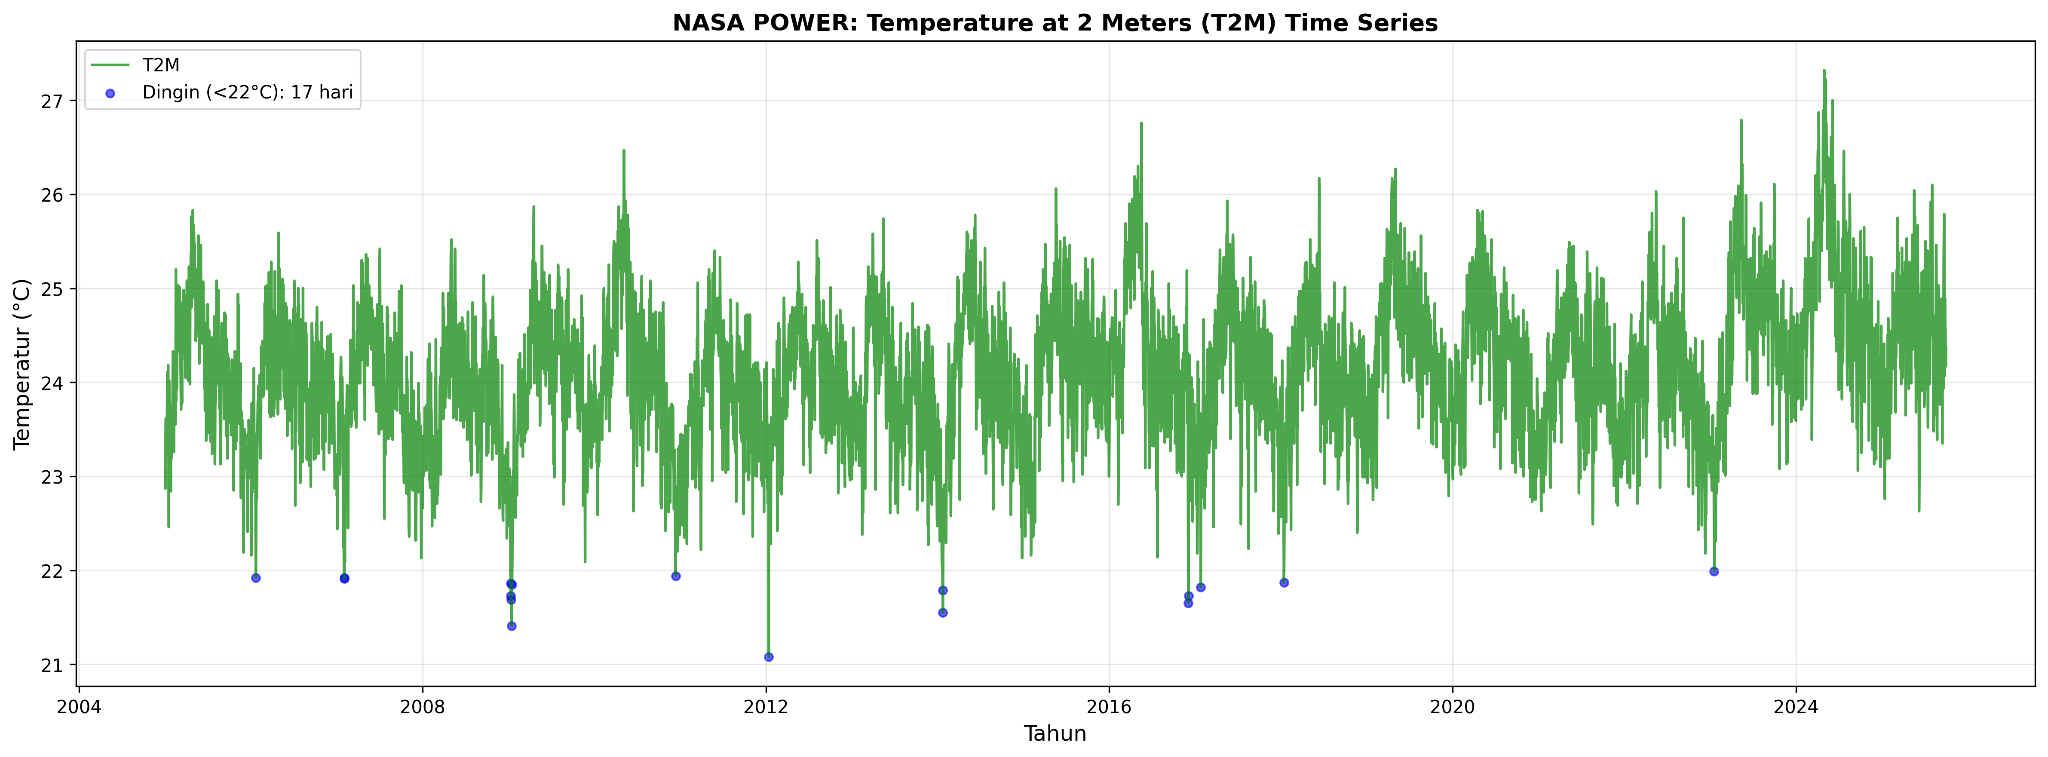 NASA POWER: Temperature at 2 Meters (T2M) Time Series
T2M
Dingin (<22°C): 17 hari
Temperatur (°C)
27
26
25
24
23
22
21
2004
2008
2012
2016
2020
2024
Tahun